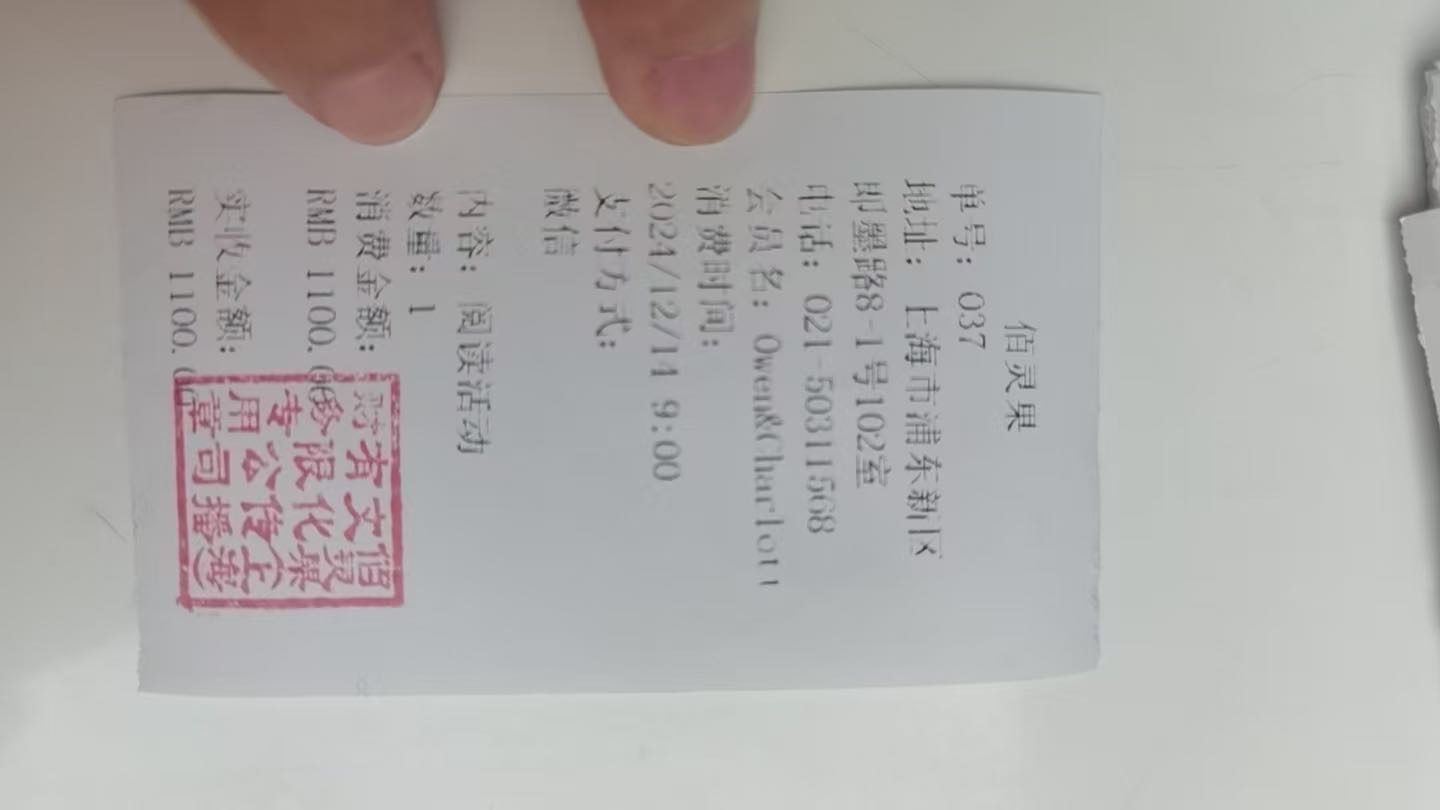 佰灵果
单号：037
地址：上海市浦东新区
即墨路8-1号102室
电话：021-50311568
会员名：Owen&Charlott
消费时间：
2024/12/14 9:00
支付方式：
微信
内容：阅读活动
数量：1
消费金额：
RMB 1100.00
实收金额：
RMB 1100.00
佰灵果（上海）
文化传播
有限公司
财务专用章